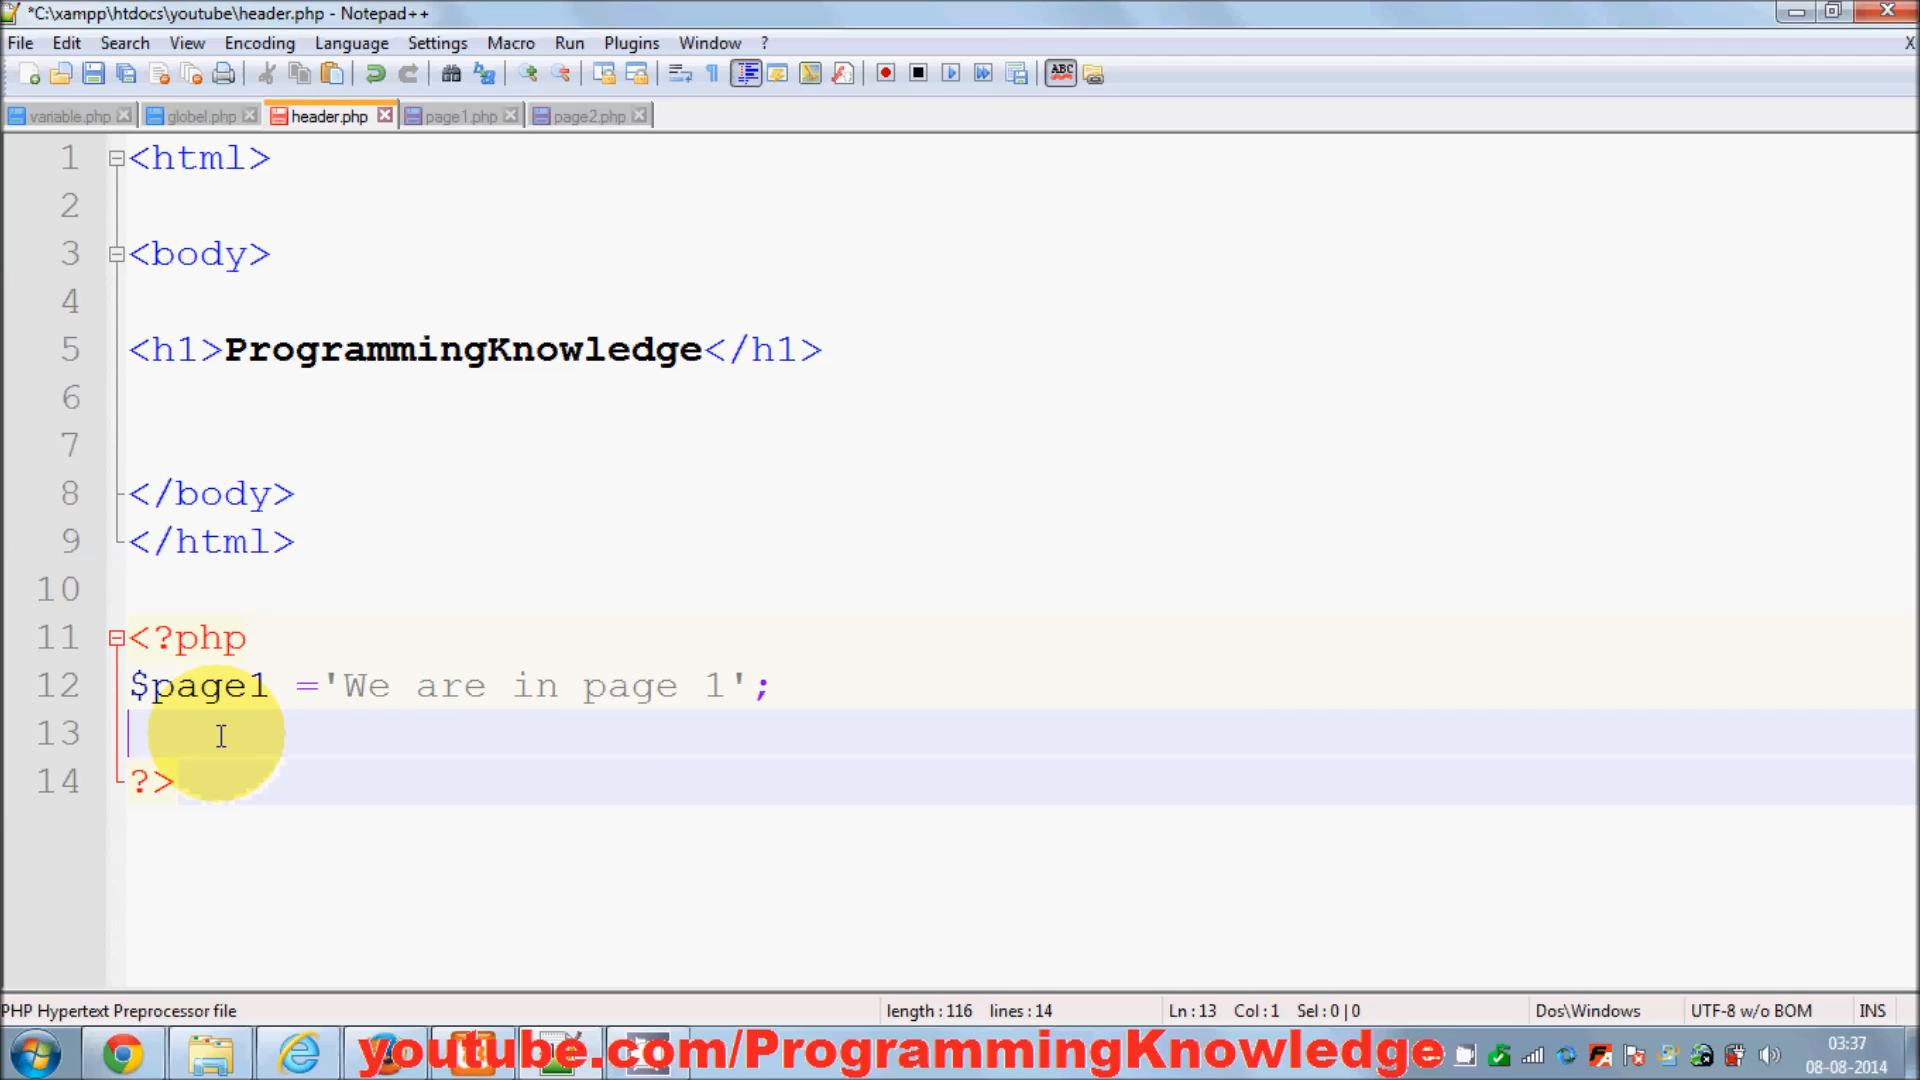 *C:\xampp\htdocs\youtube\header.php - Notepad++
File Edit Search View Encoding Language Settings Macro Run Plugins Window ? X
ABC
variable.php globel.php header.php page1.php page2.php
1 <html>
2
3 <body>
4
5 <h1>ProgrammingKnowledge</h1>
6
7
8 </body>
9 </html>
10
11 <?php
12 $page1 ='We are in page 1';
13
14 ?>
PHP Hypertext Preprocessor file length : 116 lines : 14 Ln : 13 Col : 1 Sel : 0 | 0 Dos\Windows UTF-8 w/o BOM INS
youtube.com/ProgrammingKnowledge
03:37
08-08-2014